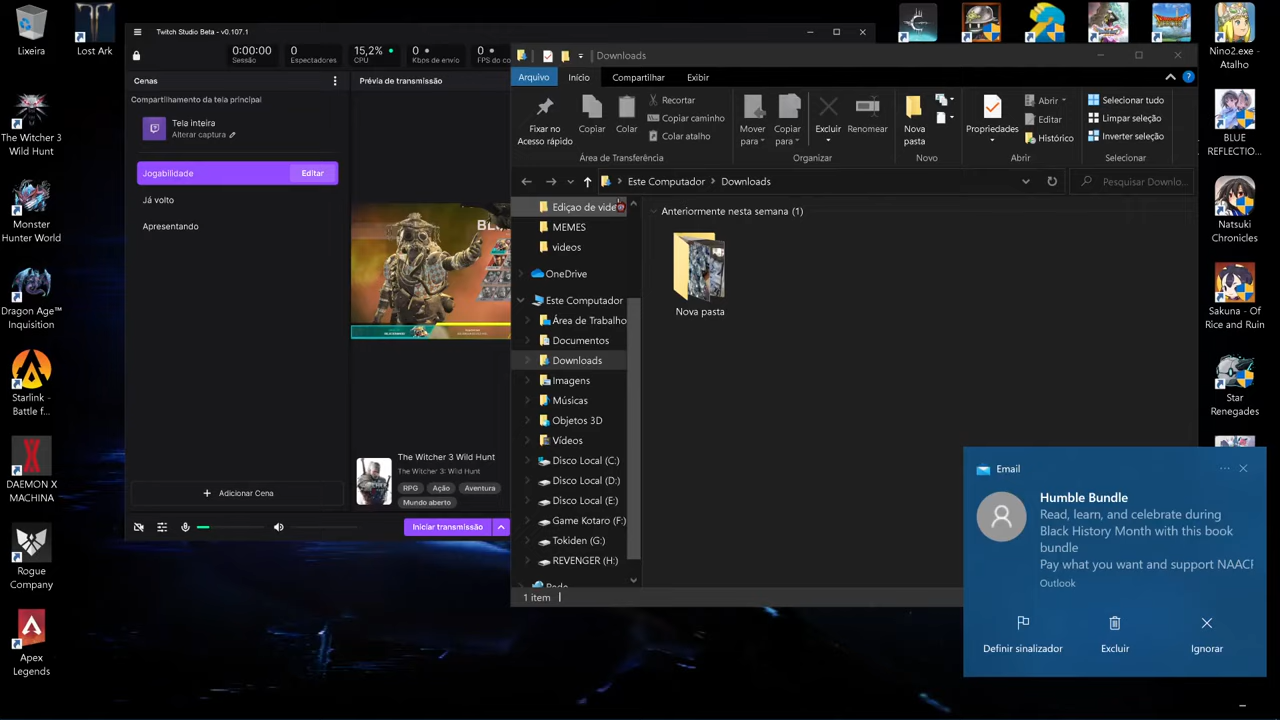 Lixeira
Lost Ark
The Witcher 3
Wild Hunt
Monster
Hunter World
Dragon Age™
Inquisition
Starlink -
Battle f...
DAEMON X
MACHINA
Rogue
Company
Apex
Legends
Twitch Studio Beta - v0.107.1
0:00:00
Sessão
0
Espectadores
15,2%
CPU
0
Kbps de envio
0
FPS do co
Cenas
Compartilhamento da tela principal
Tela inteira
Alterar captura
Jogabilidade
Editar
Já volto
Apresentando
+ Adicionar Cena
Prévia de transmissão
The Witcher 3 Wild Hunt
The Witcher 3: Wild Hunt
RPG
Ação
Aventura
Mundo aberto
Iniciar transmissão
Downloads
Arquivo
Início
Compartilhar
Exibir
Fixar no
Acesso rápido
Copiar
Colar
Recortar
Copiar caminho
Colar atalho
Área de Transferência
Mover
para
Copiar
para
Excluir
Renomear
Organizar
Nova
pasta
Novo
Propriedades
Abrir
Editar
Histórico
Abrir
Selecionar tudo
Limpar seleção
Inverter seleção
Selecionar
Este Computador > Downloads
Pesquisar Downlo...
Ediçao de vide
MEMES
videos
OneDrive
Este Computador
Área de Trabalho
Documentos
Downloads
Imagens
Músicas
Objetos 3D
Vídeos
Disco Local (C:)
Disco Local (D:)
Disco Local (E:)
Game Kotaro (F:)
Tokiden (G:)
REVENGER (H:)
Rede
Anteriormente nesta semana (1)
Nova pasta
1 item
Nino2.exe -
Atalho
BLUE
REFLECTIO...
Natsuki
Chronicles
Sakuna - Of
Rice and Ruin
Star
Renegades
Email
Humble Bundle
Read, learn, and celebrate during
Black History Month with this book
bundle
Pay what you want and support NAACP
Outlook
Definir sinalizador
Excluir
Ignorar